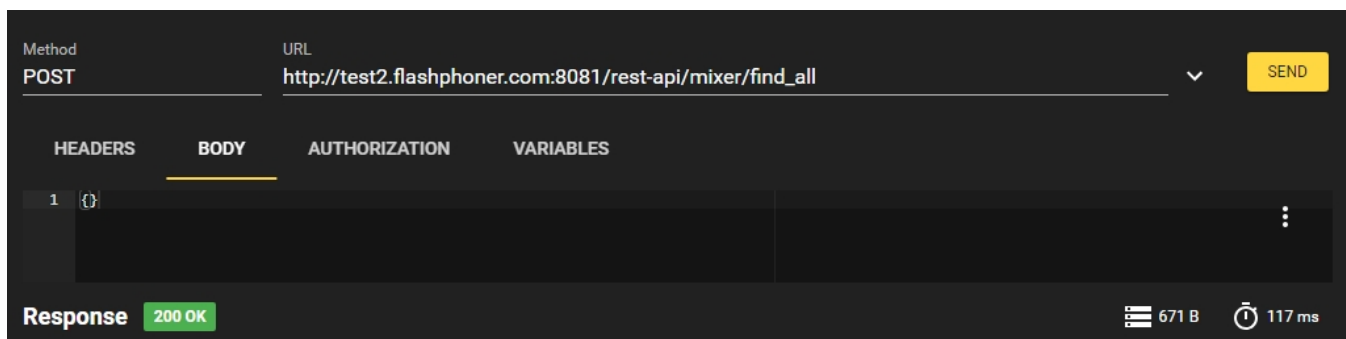 Method
URL
POST
http://test2.flashphoner.com:8081/rest-api/mixer/find_all
SEND
HEADERS BODY AUTHORIZATION VARIABLES
1 {}
Response 200 OK 671 B 117 ms